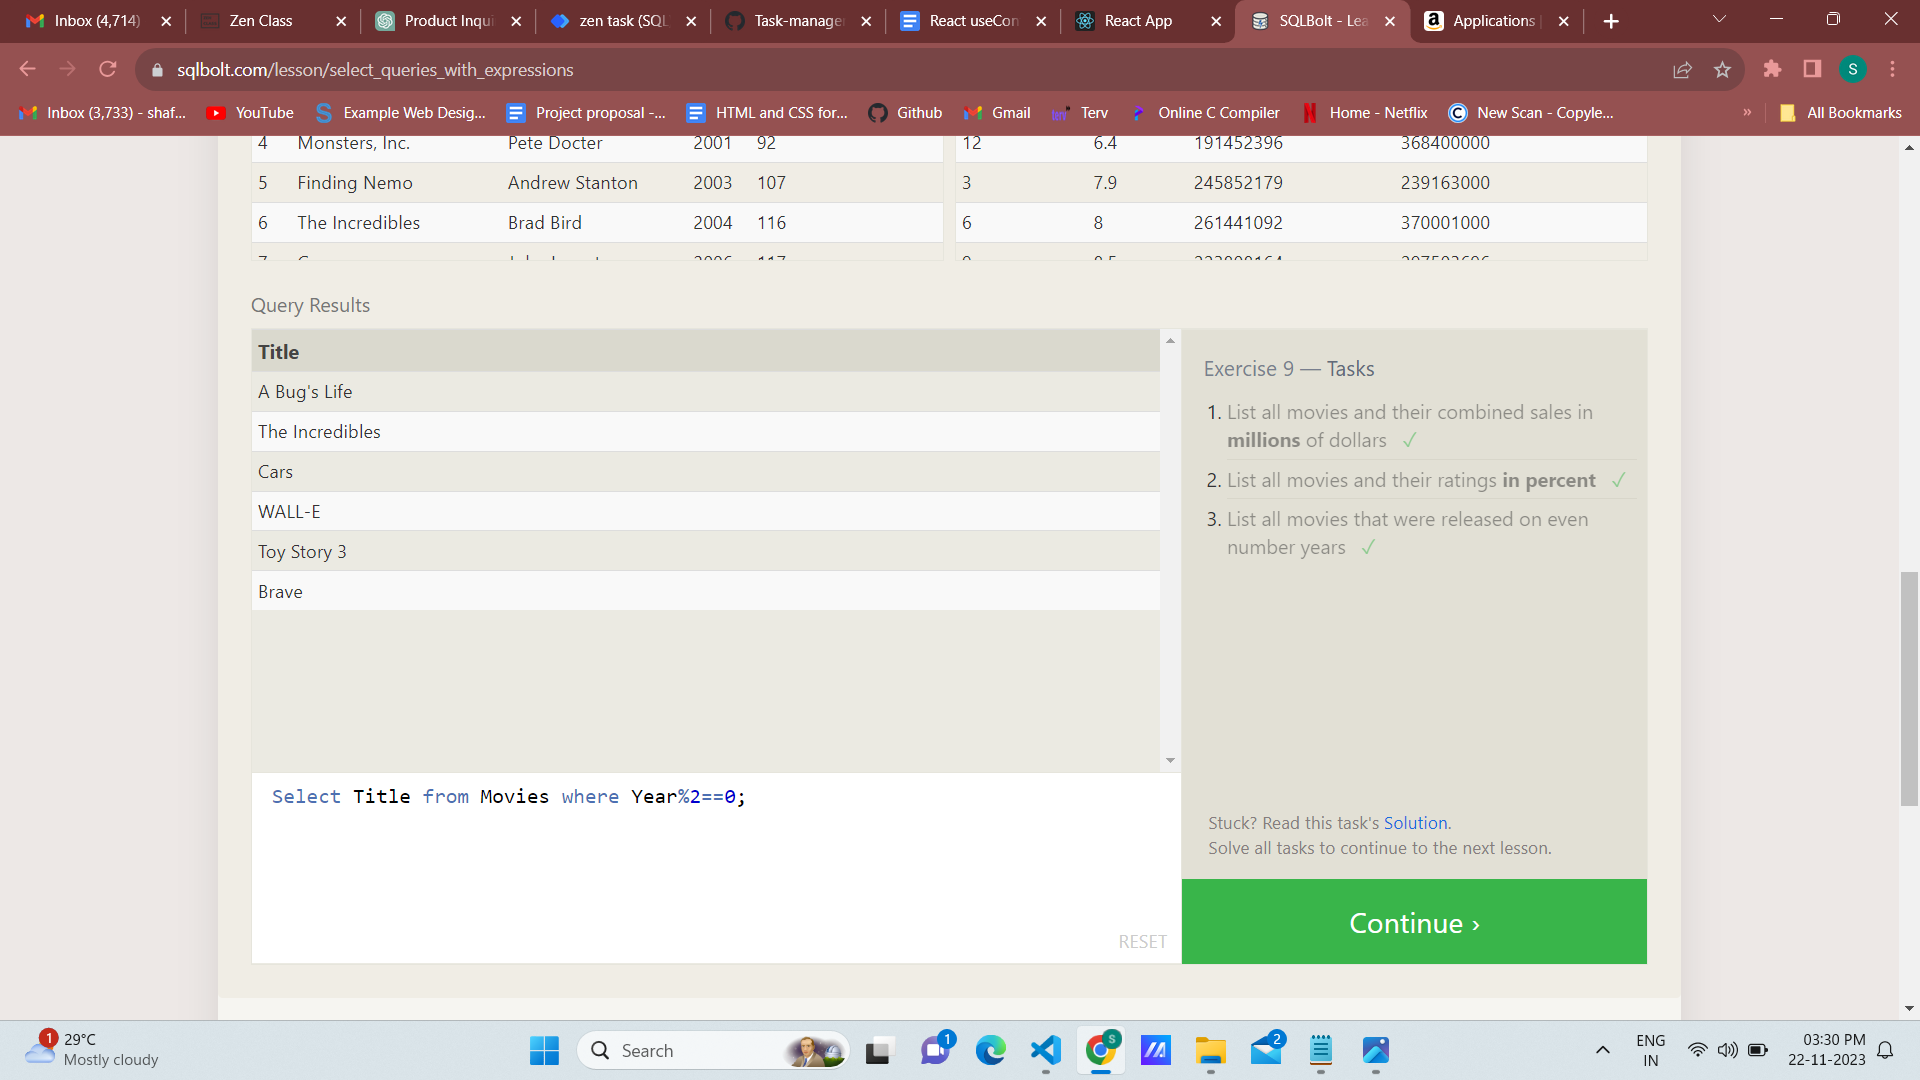 Inbox (4,714)
Zen Class
Product Inqui
zen task (SQL
Task-manage
React useCon
React App
SQLBolt - Lea
Applications |
sqlbolt.com/lesson/select_queries_with_expressions
S
Inbox (3,733) - shaf...
YouTube
Example Web Desig...
Project proposal -...
HTML and CSS for...
Github
Gmail
Terv
Online C Compiler
Home - Netflix
New Scan - Copyle...
»
All Bookmarks
4 Monsters, Inc. Pete Docter 2001 92
12 6.4 191452396 368400000
5 Finding Nemo Andrew Stanton 2003 107
3 7.9 245852179 239163000
6 The Incredibles Brad Bird 2004 116
6 8 261441092 370001000
Query Results
Title
A Bug's Life
The Incredibles
Cars
WALL-E
Toy Story 3
Brave
Select Title from Movies where Year%2==0;
RESET
Exercise 9 — Tasks
1. List all movies and their combined sales in
millions of dollars ✓
2. List all movies and their ratings in percent ✓
3. List all movies that were released on even
number years ✓
Stuck? Read this task's Solution.
Solve all tasks to continue to the next lesson.
Continue ›
1
29°C
Mostly cloudy
Search
1
S
2
ENG
IN
03:30 PM
22-11-2023